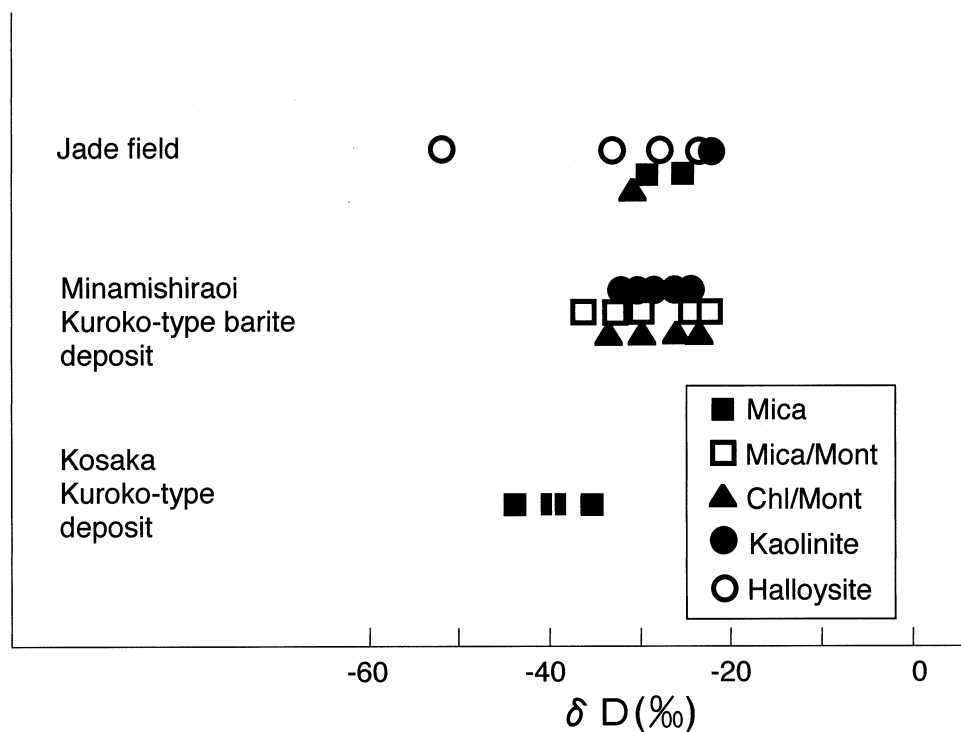 Jade field
Minamishiraoi
Kuroko-type barite
deposit
Kosaka
Kuroko-type
deposit
Mica
Mica/Mont
Chl/Mont
Kaolinite
Halloysite
-60 -40 -20 0
δ D(‰)